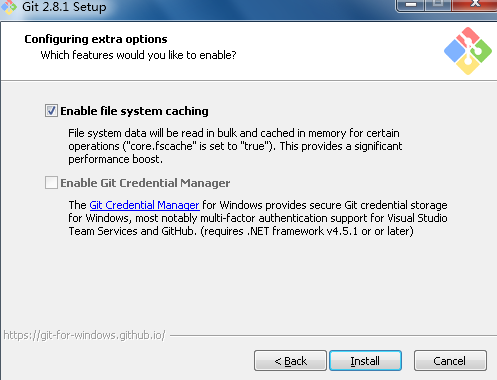 Git 2.8.1 Setup
Configuring extra options
Which features would you like to enable?
Enable file system caching
File system data will be read in bulk and cached in memory for certain
operations ("core.fscache" is set to "true"). This provides a significant
performance boost.
Enable Git Credential Manager
The Git Credential Manager for Windows provides secure Git credential storage
for Windows, most notably multi-factor authentication support for Visual Studio
Team Services and GitHub. (requires .NET framework v4.5.1 or or later)
https://git-for-windows.github.io/
< Back Install Cancel